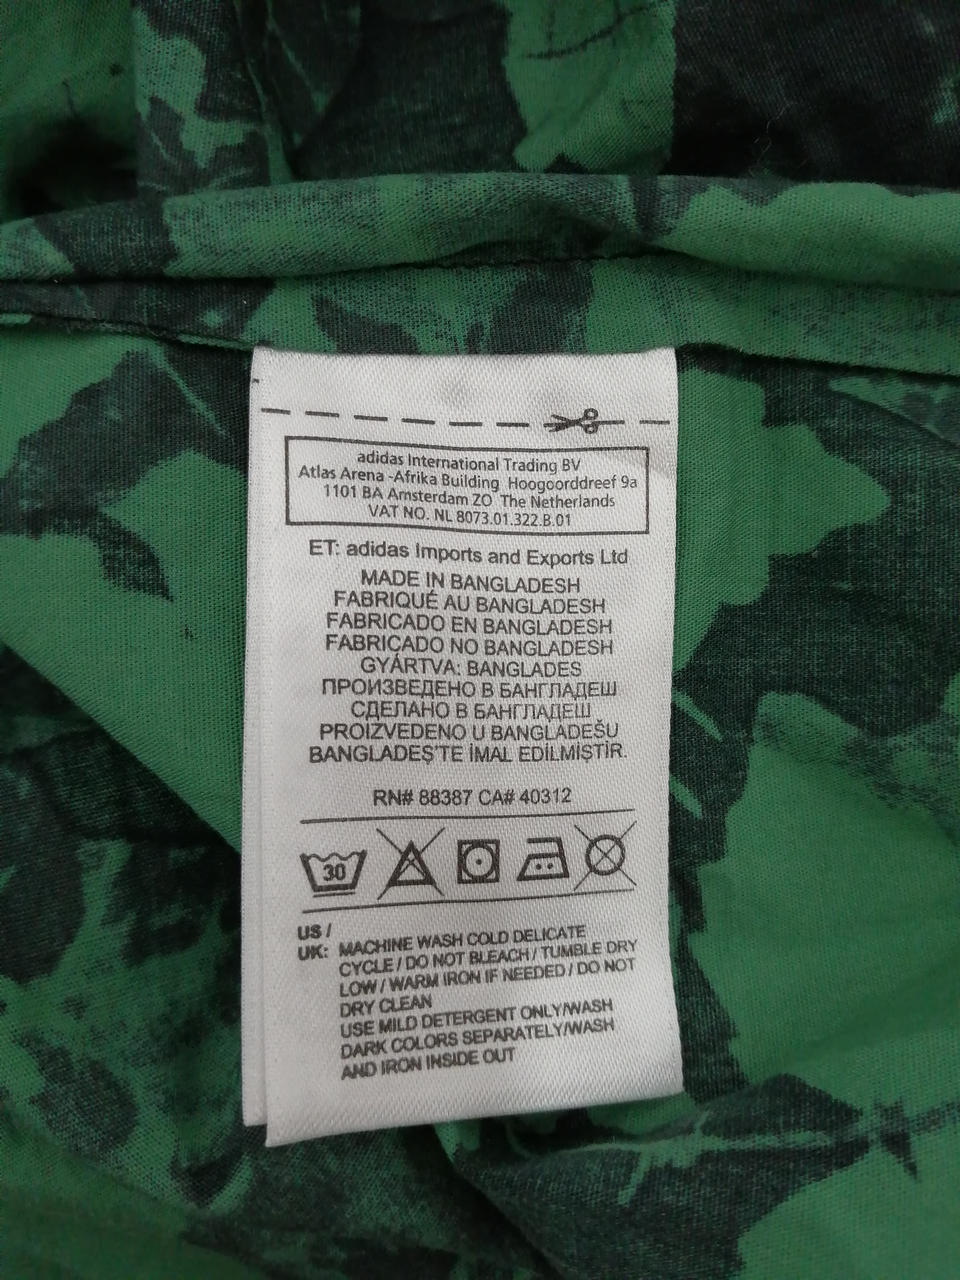 adidas International Trading BV
Atlas Arena -Afrika Building Hoogoorddreef 9a
1101 BA Amsterdam ZO The Netherlands
VAT NO. NL 8073.01.322.B.01
ET: adidas Imports and Exports Ltd
MADE IN BANGLADESH
FABRIQUÉ AU BANGLADESH
FABRICADO EN BANGLADESH
FABRICADO NO BANGLADESH
GYÁRTVA: BANGLADES
ПРОИЗВЕДЕНО В БАНГЛАДЕШ
СДЕЛАНО В БАНГЛАДЕШ
PROIZVEDENO U BANGLADEŠU
BANGLADEŞ'TE İMAL EDİLMİŞTİR.
RN# 88387 CA# 40312
30
US /
UK: MACHINE WASH COLD DELICATE
CYCLE / DO NOT BLEACH / TUMBLE DRY
LOW / WARM IRON IF NEEDED / DO NOT
DRY CLEAN
USE MILD DETERGENT ONLY/WASH
DARK COLORS SEPARATELY/WASH
AND IRON INSIDE OUT